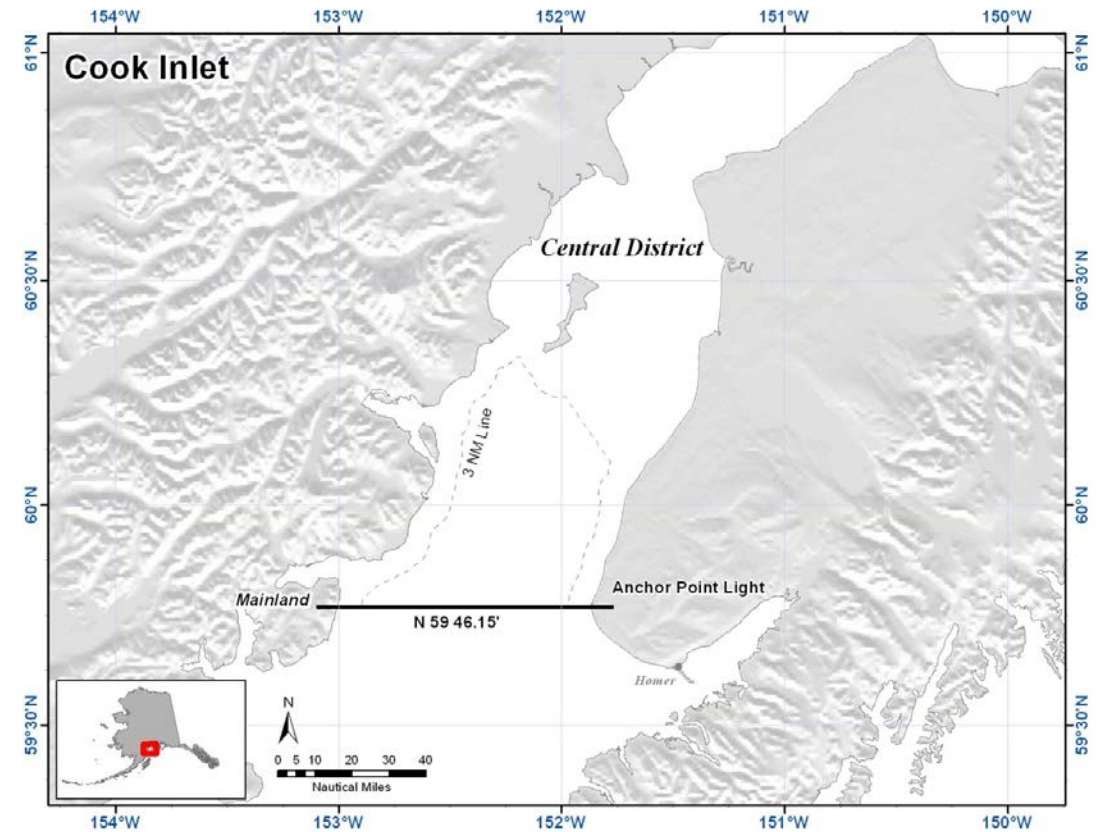 154°W 153°W 152°W 151°W 150°W
61°N 61°N
Cook Inlet
Central District
60°30'N 60°30'N
3 NM Line
60°N 60°N
Anchor Point Light
Mainland
N 59 46.15'
Homer
N
59°30'N 59°30'N
0 5 10 20 30 40
Nautical Miles
154°W 153°W 152°W 151°W 150°W